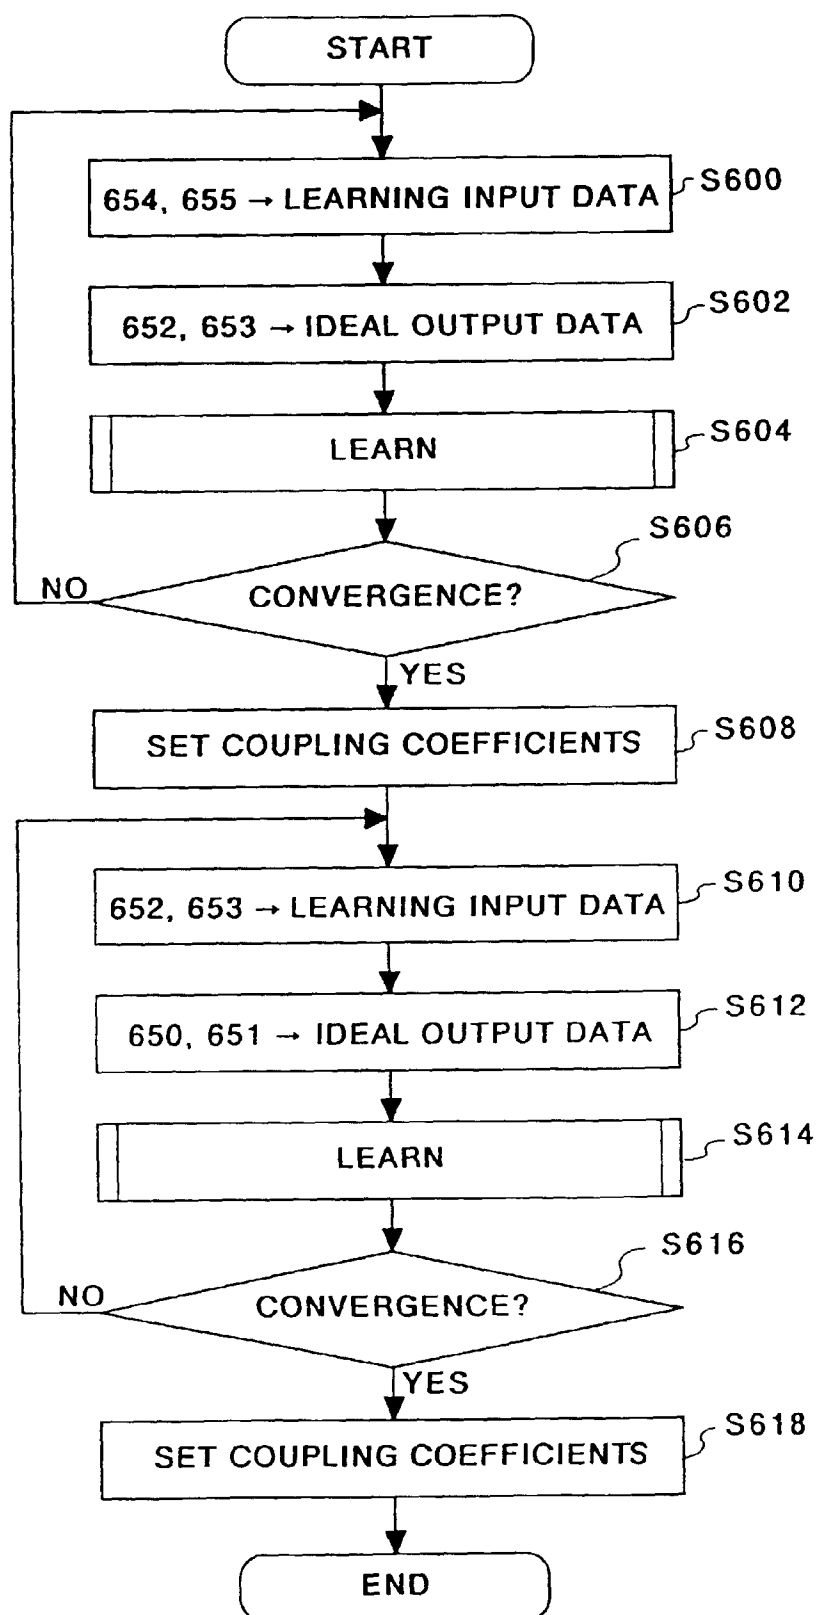 START
654, 655 → LEARNING INPUT DATA
S600
652, 653 → IDEAL OUTPUT DATA
S602
LEARN
S604
S606
CONVERGENCE?
NO
YES
SET COUPLING COEFFICIENTS
S608
652, 653 → LEARNING INPUT DATA
S610
650, 651 → IDEAL OUTPUT DATA
S612
LEARN
S614
S616
CONVERGENCE?
NO
YES
SET COUPLING COEFFICIENTS
S618
END